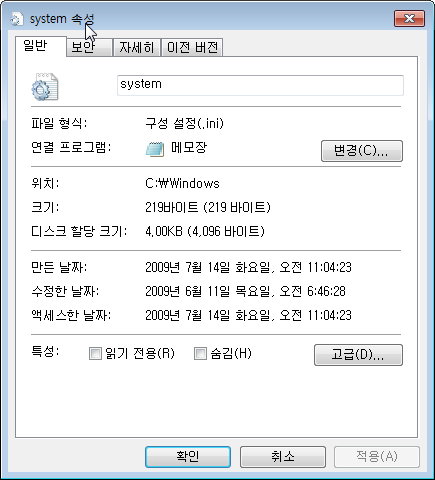 system 속성
일반 보안 자세히 이전 버전
system
파일 형식: 구성 설정(.ini)
연결 프로그램: 메모장 변경(C)...
위치: C:₩Windows
크기: 219바이트 (219 바이트)
디스크 할당 크기: 4.00KB (4,096 바이트)
만든 날짜: 2009년 7월 14일 화요일, 오전 11:04:23
수정한 날짜: 2009년 6월 11일 목요일, 오전 6:46:28
액세스한 날짜: 2009년 7월 14일 화요일, 오전 11:04:23
특성: 읽기 전용(R) 숨김(H) 고급(D)...
확인 취소 적용(A)